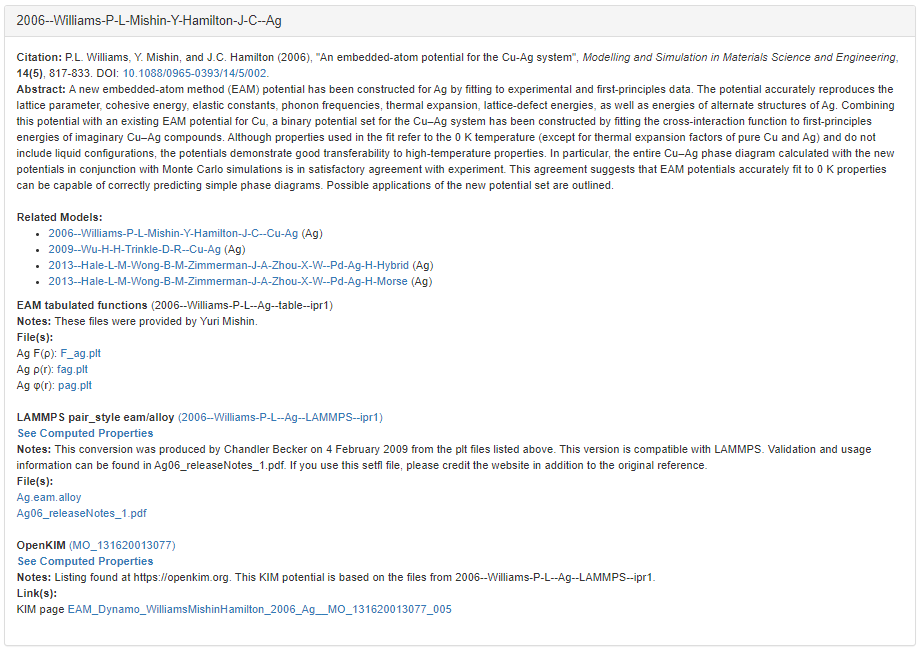 2006--Williams-P-L-Mishin-Y-Hamilton-J-C--Ag
Citation: P.L. Williams, Y. Mishin, and J.C. Hamilton (2006), "An embedded-atom potential for the Cu-Ag system", Modelling and Simulation in Materials Science and Engineering,
14(5), 817-833. DOI: 10.1088/0965-0393/14/5/002.
Abstract: A new embedded-atom method (EAM) potential has been constructed for Ag by fitting to experimental and first-principles data. The potential accurately reproduces the
lattice parameter, cohesive energy, elastic constants, phonon frequencies, thermal expansion, lattice-defect energies, as well as energies of alternate structures of Ag. Combining
this potential with an existing EAM potential for Cu, a binary potential set for the Cu–Ag system has been constructed by fitting the cross-interaction function to first-principles
energies of imaginary Cu–Ag compounds. Although properties used in the fit refer to the 0 K temperature (except for thermal expansion factors of pure Cu and Ag) and do not
include liquid configurations, the potentials demonstrate good transferability to high-temperature properties. In particular, the entire Cu–Ag phase diagram calculated with the new
potentials in conjunction with Monte Carlo simulations is in satisfactory agreement with experiment. This agreement suggests that EAM potentials accurately fit to 0 K properties
can be capable of correctly predicting simple phase diagrams. Possible applications of the new potential set are outlined.
Related Models:
• 2006--Williams-P-L-Mishin-Y-Hamilton-J-C--Cu-Ag (Ag)
• 2009--Wu-H-H-Trinkle-D-R--Cu-Ag (Ag)
• 2013--Hale-L-M-Wong-B-M-Zimmerman-J-A-Zhou-X-W--Pd-Ag-H-Hybrid (Ag)
• 2013--Hale-L-M-Wong-B-M-Zimmerman-J-A-Zhou-X-W--Pd-Ag-H-Morse (Ag)
EAM tabulated functions (2006--Williams-P-L--Ag--table--ipr1)
Notes: These files were provided by Yuri Mishin.
File(s):
Ag F(ρ): F_ag.plt
Ag ρ(r): fag.plt
Ag φ(r): pag.plt
LAMMPS pair_style eam/alloy (2006--Williams-P-L--Ag--LAMMPS--ipr1)
See Computed Properties
Notes: This conversion was produced by Chandler Becker on 4 February 2009 from the plt files listed above. This version is compatible with LAMMPS. Validation and usage
information can be found in Ag06_releaseNotes_1.pdf. If you use this setfl file, please credit the website in addition to the original reference.
File(s):
Ag.eam.alloy
Ag06_releaseNotes_1.pdf
OpenKIM (MO_131620013077)
See Computed Properties
Notes: Listing found at https://openkim.org. This KIM potential is based on the files from 2006--Williams-P-L--Ag--LAMMPS--ipr1.
Link(s):
KIM page EAM_Dynamo_WilliamsMishinHamilton_2006_Ag__MO_131620013077_005